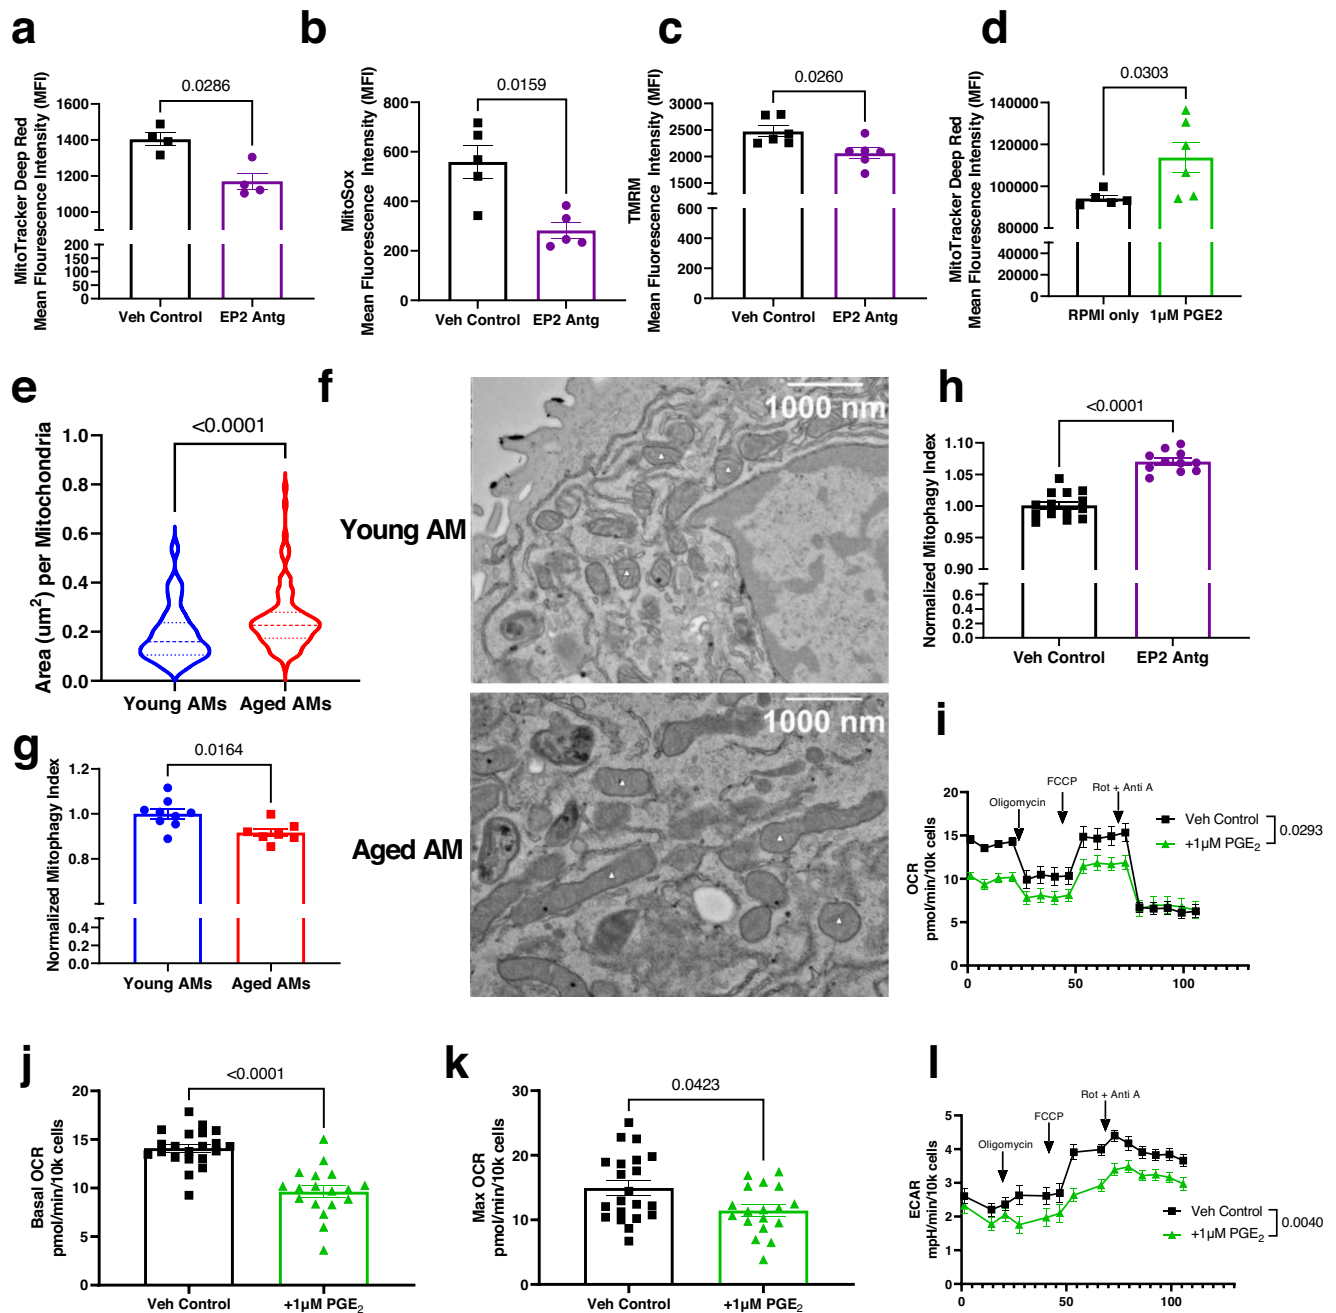 a
b
c
d
0.0286
MitoTracker Deep Red
Mean Flourescence Intensity (MFI)
1600
1400
1200
1000
200
150
100
50
0
Veh Control
EP2 Antg
0.0159
MitoSox
Mean Fluorescence Intensity (MFI)
800
600
400
200
0
Veh Control
EP2 Antg
0.0260
TMRM
Mean Fluorescence Intensity (MFI)
3000
2500
2000
1500
600
400
200
0
Veh Control
EP2 Antg
0.0303
MitoTracker Deep Red
Mean Flourescence Intensity (MFI)
140000
120000
100000
80000
40000
20000
0
RPMI only
1µM PGE2
e
<0.0001
Area (um²) per Mitochondria
1.0
0.8
0.6
0.4
0.2
0.0
Young AMs
Aged AMs
f
1000 nm
Young AM
1000 nm
Aged AM
g
0.0164
Normalized Mitophagy Index
1.2
1.0
0.8
0.4
0.2
0.0
Young AMs
Aged AMs
h
<0.0001
Normalized Mitophagy Index
1.10
1.05
1.00
0.95
0.90
0.6
0.4
0.2
0.0
Veh Control
EP2 Antg
i
OCR
pmol/min/10k cells
20
15
10
5
0
0
50
100
Oligomycin
FCCP
Rot + Anti A
Veh Control
+1µM PGE₂
0.0293
j
<0.0001
Basal OCR
pmol/min/10k cells
20
15
10
5
0
Veh Control
+1µM PGE₂
k
0.0423
Max OCR
pmol/min/10k cells
30
20
10
0
Veh Control
+1µM PGE₂
l
ECAR
mpH/min/10k cells
5
4
3
2
1
0
0
50
100
Oligomycin
FCCP
Rot + Anti A
Veh Control
+1µM PGE₂
0.0040